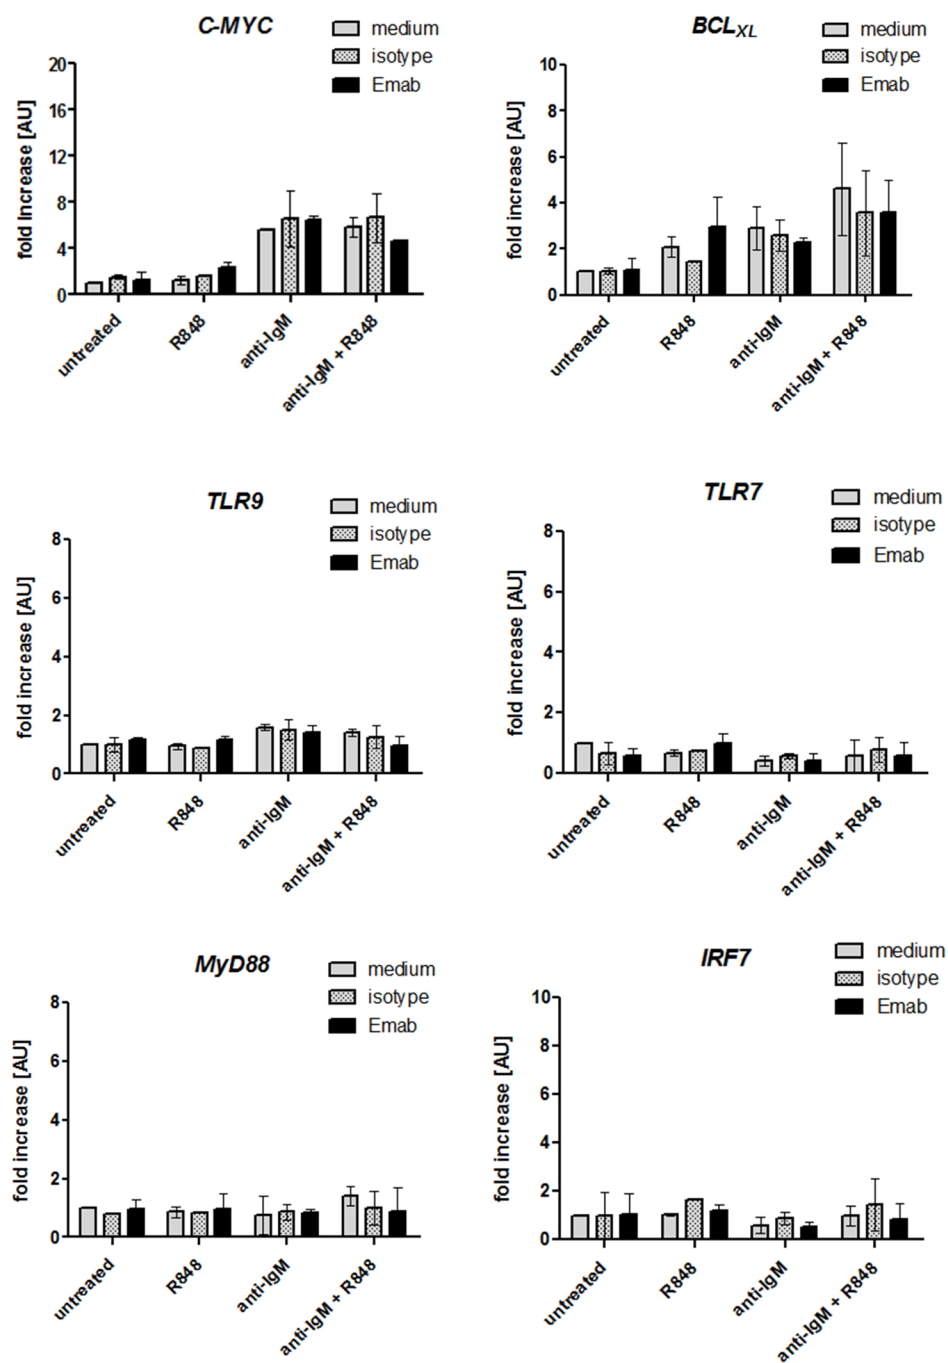 C-MYC
medium
isotype
Emab
fold Increase [AU]
20
16
12
8
4
0
untreated
R848
anti-IgM
anti-IgM + R848
BCLXL
medium
isotype
Emab
fold increase [AU]
10
8
6
4
2
0
untreated
R848
anti-IgM
anti-IgM + R848
TLR9
medium
isotype
Emab
fold increase [AU]
8
6
4
2
0
untreated
R848
anti-IgM
anti-IgM + R848
TLR7
medium
isotype
Emab
fold increase [AU]
8
6
4
2
0
untreated
R848
anti-IgM
anti-IgM + R848
MyD88
medium
isotype
Emab
fold increase [AU]
8
6
4
2
0
untreated
R848
anti-IgM
anti-IgM + R848
IRF7
medium
isotype
Emab
fold increase [AU]
10
8
6
4
2
0
untreated
R848
anti-IgM
anti-IgM + R848